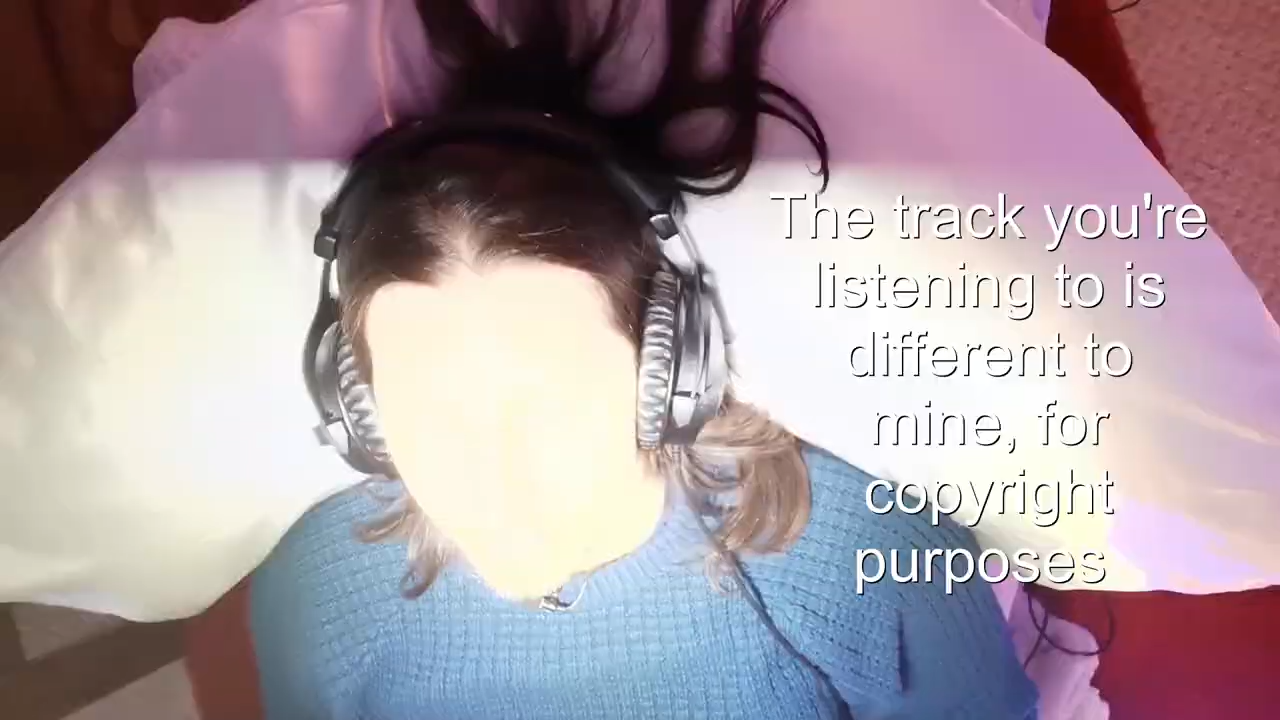 The track you're
listening to is
different to
mine, for
copyright
purposes